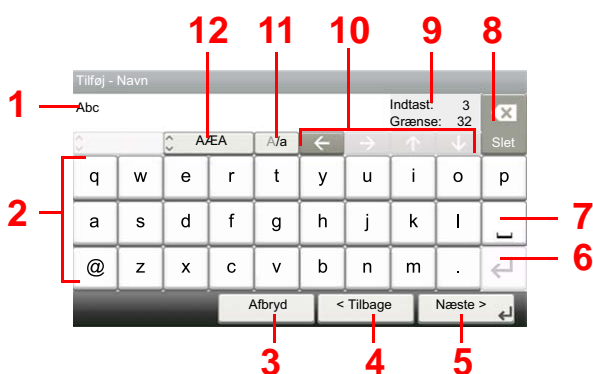 12 11 10 9 8
Tilføj - Navn
1 Abc Indtast: 3
Grænse: 32
AÆA A/a ← → ↑ ↓ Slet
q w e r t y u i o p
2 a s d f g h j k l 7
@ z x c v b n m . 6
Afbryd < Tilbage Næste >
3 4 5